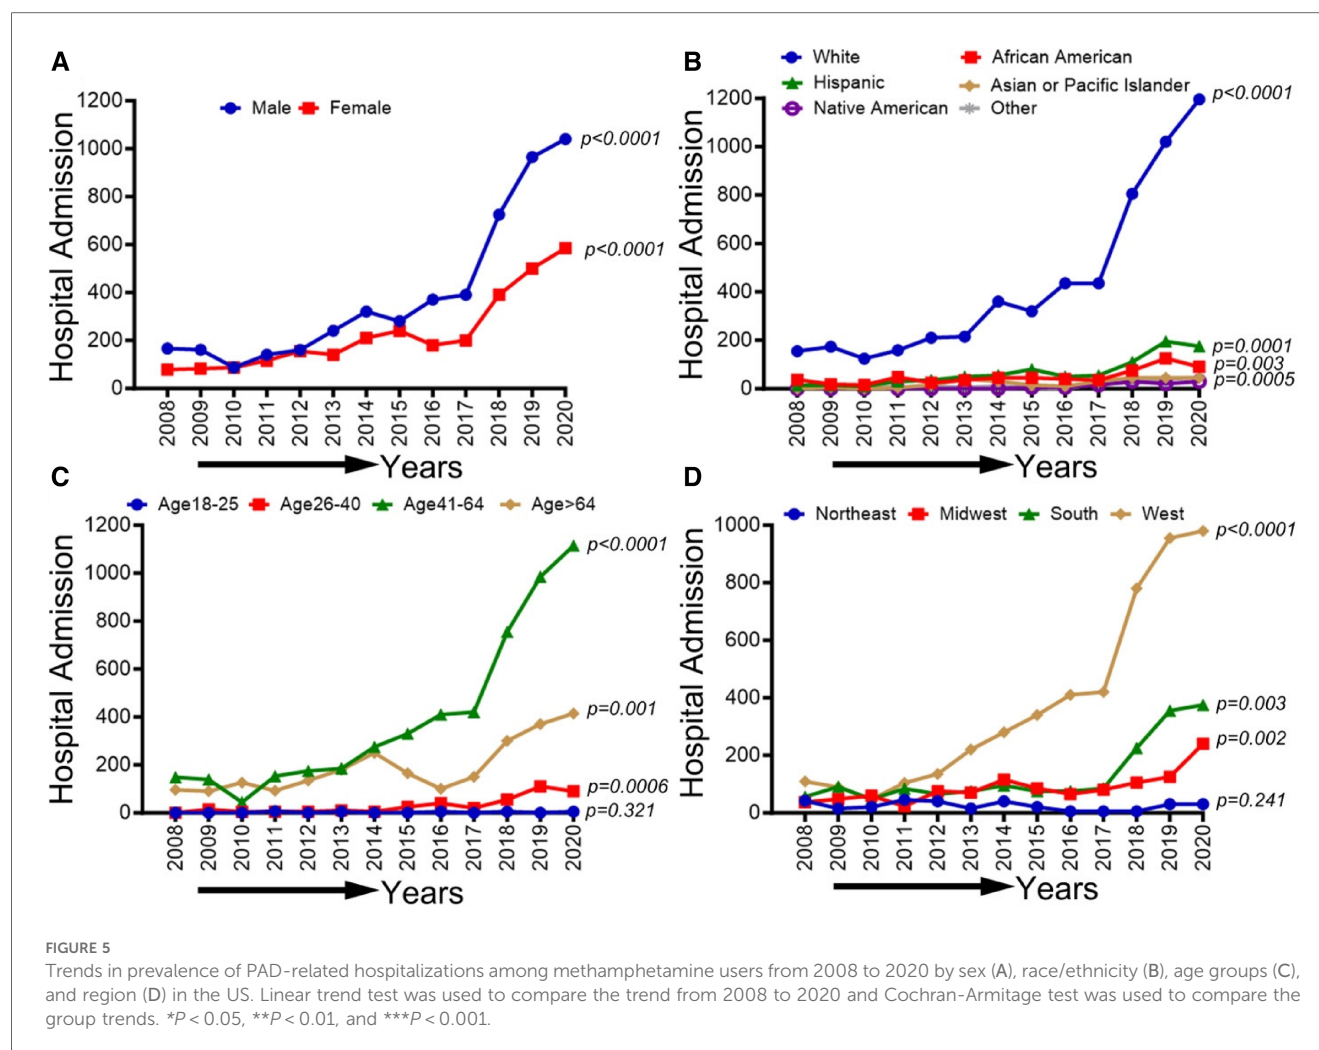 A
Male Female
Hospital Admission
1200
1000
800
600
400
200
0
p<0.0001
p<0.0001
2008 2009 2010 2011 2012 2013 2014 2015 2016 2017 2018 2019 2020
Years
B
White African American
Hispanic Asian or Pacific Islander
Native American Other
Hospital Admission
1200
1000
800
600
400
200
0
p<0.0001
p=0.0001
p=0.003
p=0.0005
2008 2009 2010 2011 2012 2013 2014 2015 2016 2017 2018 2019 2020
Years
C
Age18-25 Age26-40 Age41-64 Age>64
Hospital Admission
1200
1000
800
600
400
200
0
p<0.0001
p=0.001
p=0.0006
p=0.321
2008 2009 2010 2011 2012 2013 2014 2015 2016 2017 2018 2019 2020
Years
D
Northeast Midwest South West
Hospital Admission
1000
800
600
400
200
0
p<0.0001
p=0.003
p=0.002
p=0.241
2008 2009 2010 2011 2012 2013 2014 2015 2016 2017 2018 2019 2020
Years
FIGURE 5
Trends in prevalence of PAD-related hospitalizations among methamphetamine users from 2008 to 2020 by sex (A), race/ethnicity (B), age groups (C),
and region (D) in the US. Linear trend test was used to compare the trend from 2008 to 2020 and Cochran-Armitage test was used to compare the
group trends. *P < 0.05, **P < 0.01, and ***P < 0.001.